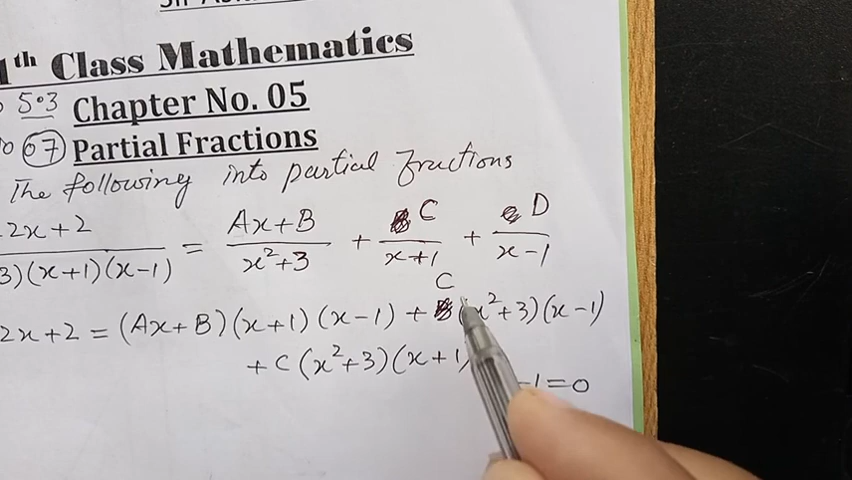 1th Class Mathematics
5.3 Chapter No. 05
07 Partial Fractions
The following into partial fractions
2x+2 / 3)(x+1)(x-1) = Ax+B / x²+3 + C / x+1 + D / x-1
C
2x+2 = (Ax+B)(x+1)(x-1) + (x²+3)(x-1)
+ C(x²+3)(x+1)
-1=0